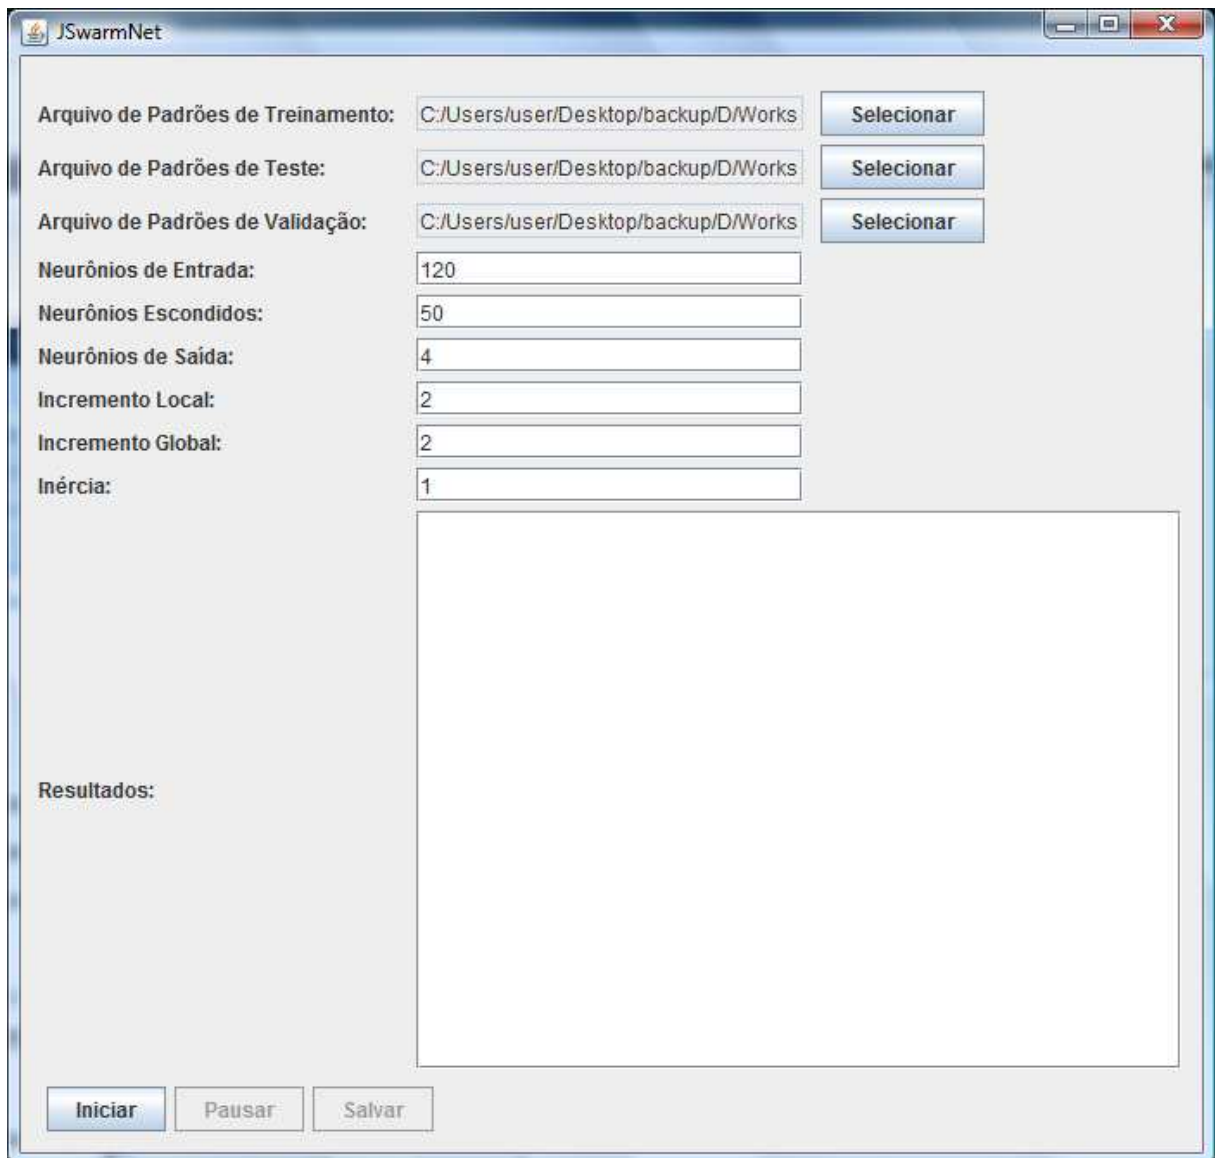 JSwarmNet
Arquivo de Padrões de Treinamento: C:/Users/user/Desktop/backup/D/Works Selecionar
Arquivo de Padrões de Teste: C:/Users/user/Desktop/backup/D/Works Selecionar
Arquivo de Padrões de Validação: C:/Users/user/Desktop/backup/D/Works Selecionar
Neurônios de Entrada: 120
Neurônios Escondidos: 50
Neurônios de Saída: 4
Incremento Local: 2
Incremento Global: 2
Inércia: 1
Resultados:
Iniciar Pausar Salvar